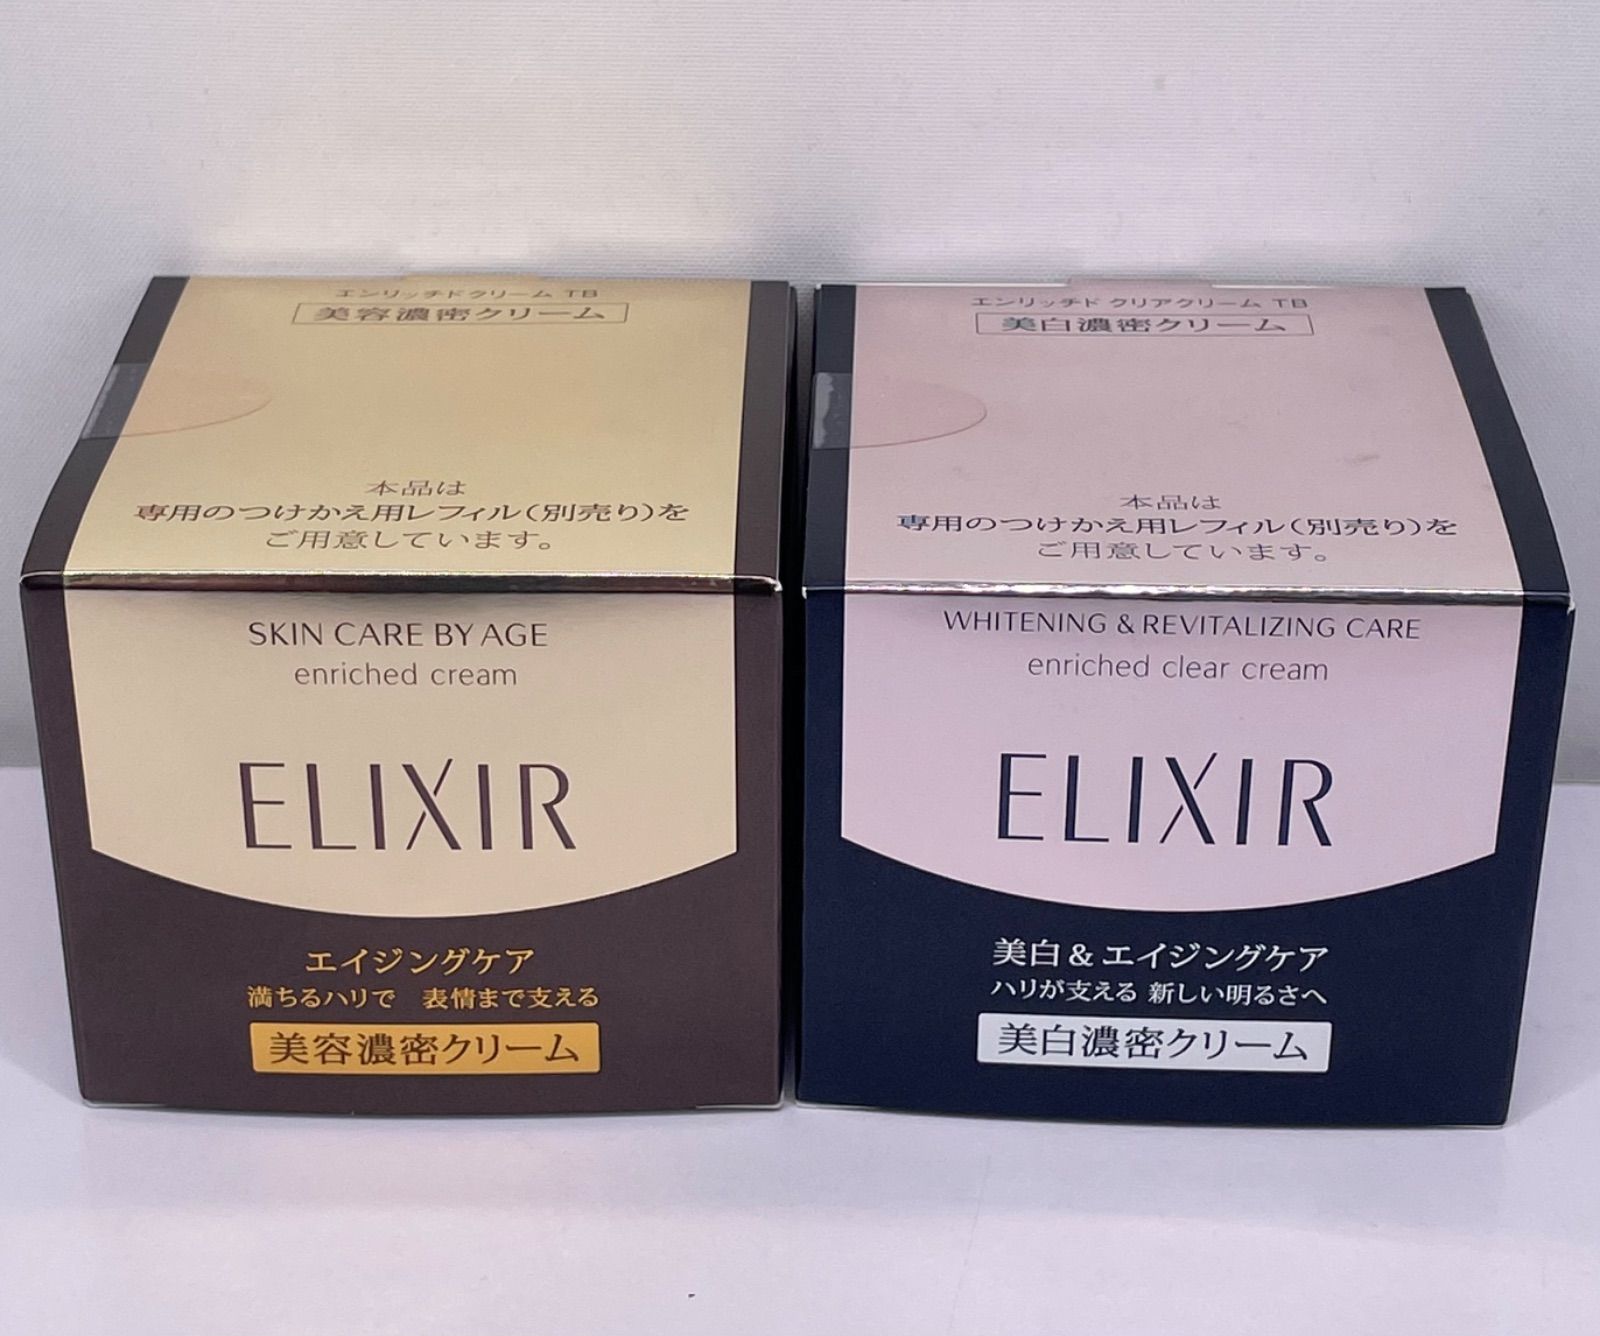 エンリッチドクリーム TB
美容濃密クリーム
本品は
専用のつけかえ用レフィル(別売り)を
ご用意しています。
SKIN CARE BY AGE
enriched cream
ELIXIR
エイジングケア
満ちるハリで　表情まで支える
美容濃密クリーム
エンリッチド クリアクリーム TB
美白濃密クリーム
本品は
専用のつけかえ用レフィル(別売り)を
ご用意しています。
WHITENING & REVITALIZING CARE
enriched clear cream
ELIXIR
美白 & エイジングケア
ハリが支える 新しい明るさへ
美白濃密クリーム